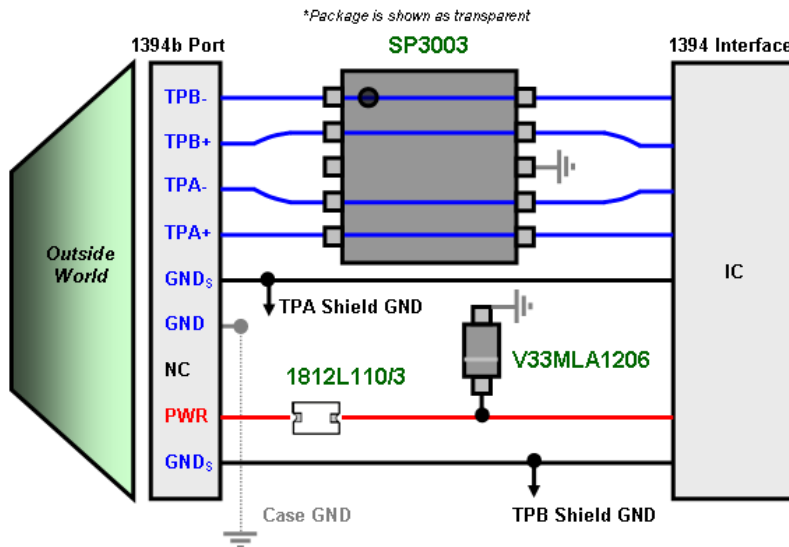 *Package is shown as transparent
1394b Port
SP3003
1394 Interface
TPB-
TPB+
TPA-
TPA+
Outside
World
GNDs
TPA Shield GND
IC
GND
NC
1812L110/3
V33MLA1206
PWR
GNDs
Case GND
TPB Shield GND